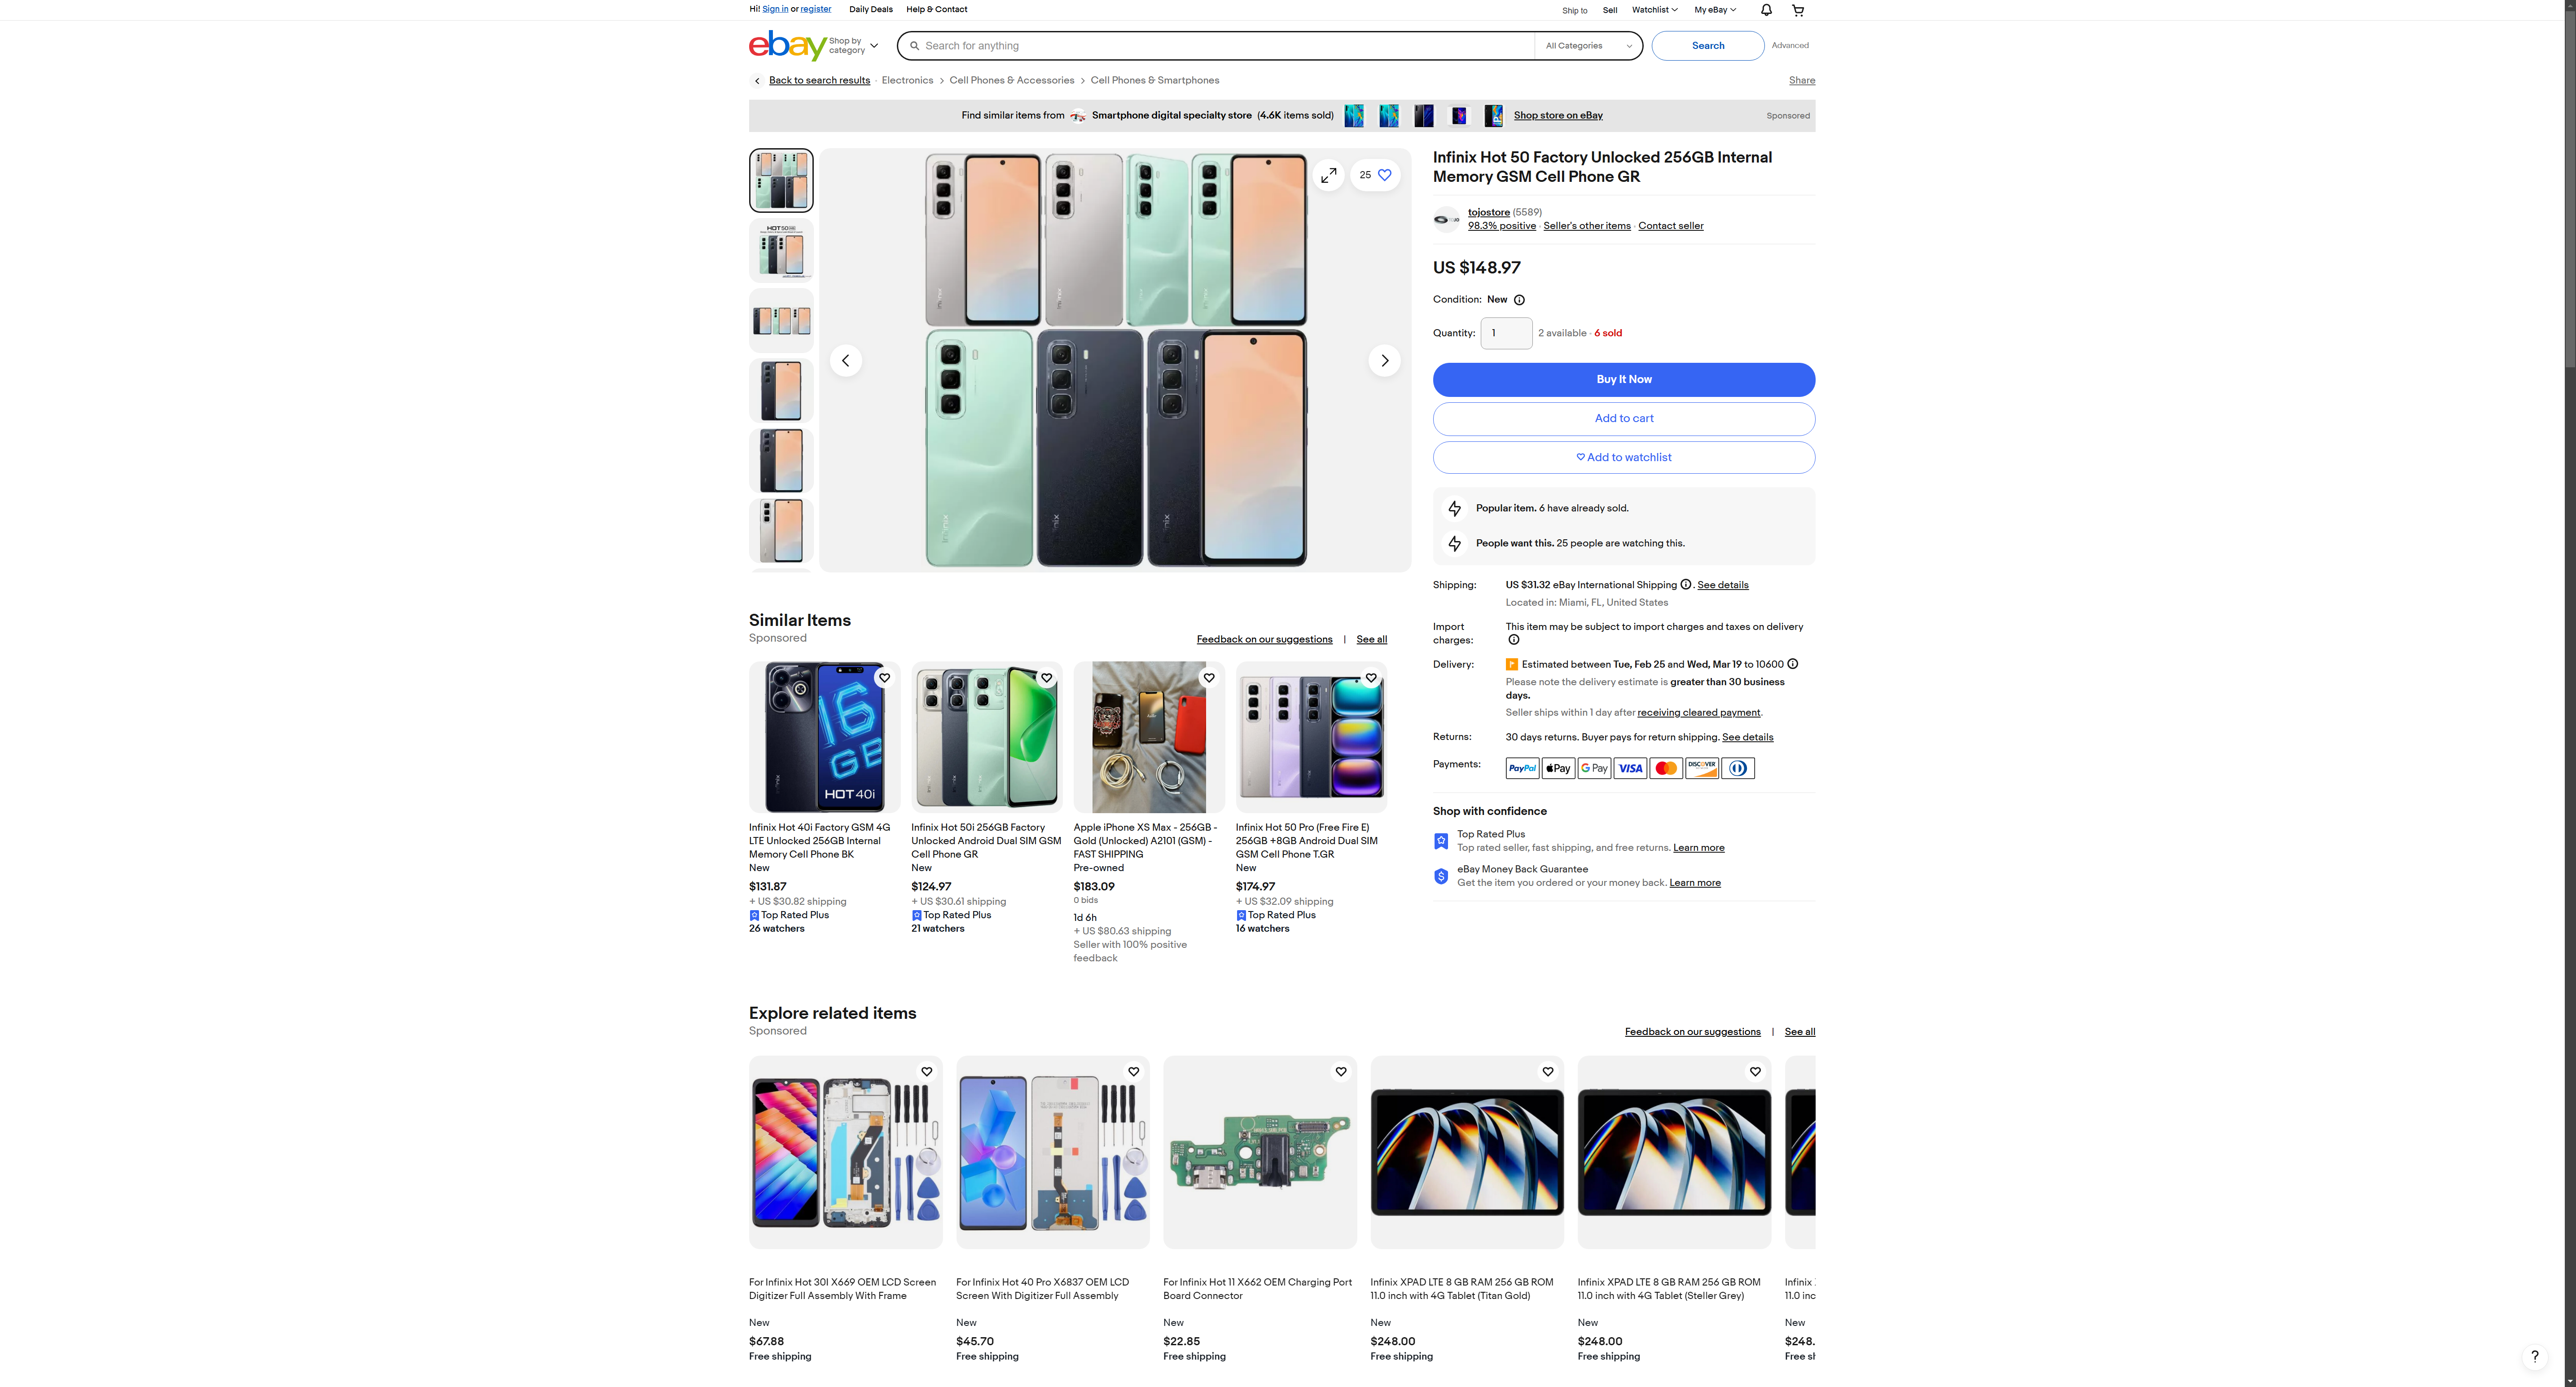 Hi! Sign in or register
Daily Deals
Help & Contact
Ship to
Sell
Watchlist
My eBay
ebay
Shop by
category
Search for anything
All Categories
Search
Advanced
Back to search results · Electronics > Cell Phones & Accessories > Cell Phones & Smartphones
Share
Find similar items from Smartphone digital specialty store (4.6K items sold) Shop store on eBay
Sponsored
25
Infinix Hot 50 Factory Unlocked 256GB Internal
Memory GSM Cell Phone GR
tojostore (5589)
98.3% positive · Seller's other items · Contact seller
US $148.97
Condition: New
Quantity: 1 2 available · 6 sold
Buy It Now
Add to cart
Add to watchlist
Popular item. 6 have already sold.
People want this. 25 people are watching this.
Shipping: US $31.32 eBay International Shipping . See details
Located in: Miami, FL, United States
Import
charges:
This item may be subject to import charges and taxes on delivery
Delivery: Estimated between Tue, Feb 25 and Wed, Mar 19 to 10600
Please note the delivery estimate is greater than 30 business
days.
Seller ships within 1 day after receiving cleared payment.
Returns: 30 days returns. Buyer pays for return shipping. See details
Payments: PayPal Pay G Pay VISA DISCOVER
Shop with confidence
Top Rated Plus
Top rated seller, fast shipping, and free returns. Learn more
eBay Money Back Guarantee
Get the item you ordered or your money back. Learn more
Similar Items
Sponsored
Feedback on our suggestions | See all
16
GB
HOT 40i
Infinix Hot 40i Factory GSM 4G
LTE Unlocked 256GB Internal
Memory Cell Phone BK
New
$131.87
+ US $30.82 shipping
Top Rated Plus
26 watchers
Infinix Hot 50i 256GB Factory
Unlocked Android Dual SIM GSM
Cell Phone GR
New
$124.97
+ US $30.61 shipping
Top Rated Plus
21 watchers
Apple iPhone XS Max - 256GB -
Gold (Unlocked) A2101 (GSM) -
FAST SHIPPING
Pre-owned
$183.09
0 bids
1d 6h
+ US $80.63 shipping
Seller with 100% positive
feedback
Infinix Hot 50 Pro (Free Fire E)
256GB +8GB Android Dual SIM
GSM Cell Phone T.GR
New
$174.97
+ US $32.09 shipping
Top Rated Plus
16 watchers
Explore related items
Sponsored
Feedback on our suggestions | See all
For Infinix Hot 30I X669 OEM LCD Screen
Digitizer Full Assembly With Frame
New
$67.88
Free shipping
For Infinix Hot 40 Pro X6837 OEM LCD
Screen With Digitizer Full Assembly
New
$45.70
Free shipping
For Infinix Hot 11 X662 OEM Charging Port
Board Connector
New
$22.85
Free shipping
Infinix XPAD LTE 8 GB RAM 256 GB ROM
11.0 inch with 4G Tablet (Titan Gold)
New
$248.00
Free shipping
Infinix XPAD LTE 8 GB RAM 256 GB ROM
11.0 inch with 4G Tablet (Steller Grey)
New
$248.00
Free shipping
Infinix
11.0 inc
New
$248.
Free sh
?